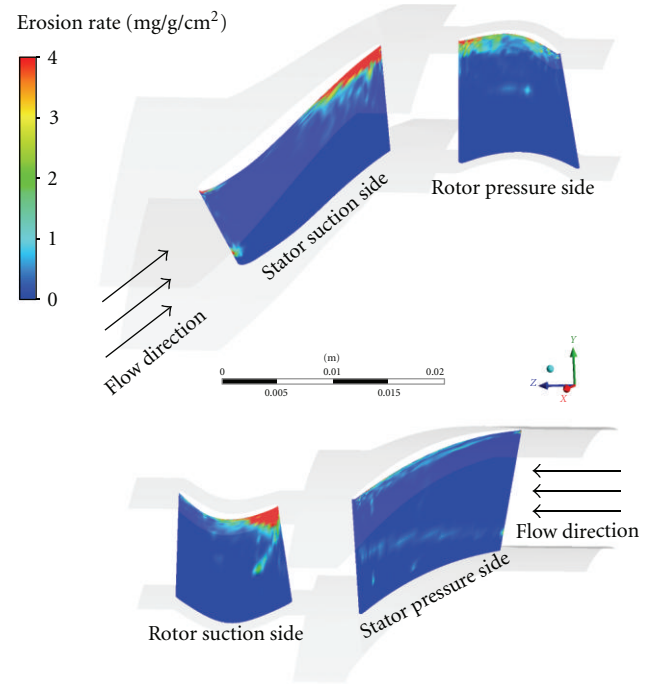 Erosion rate (mg/g/cm²)
4
3
2
1
0
Rotor pressure side
Stator suction side
Flow direction
(m)
0 0.01 0.02
0.005 0.015
Y
Z
X
Flow direction
Rotor suction side
Stator pressure side